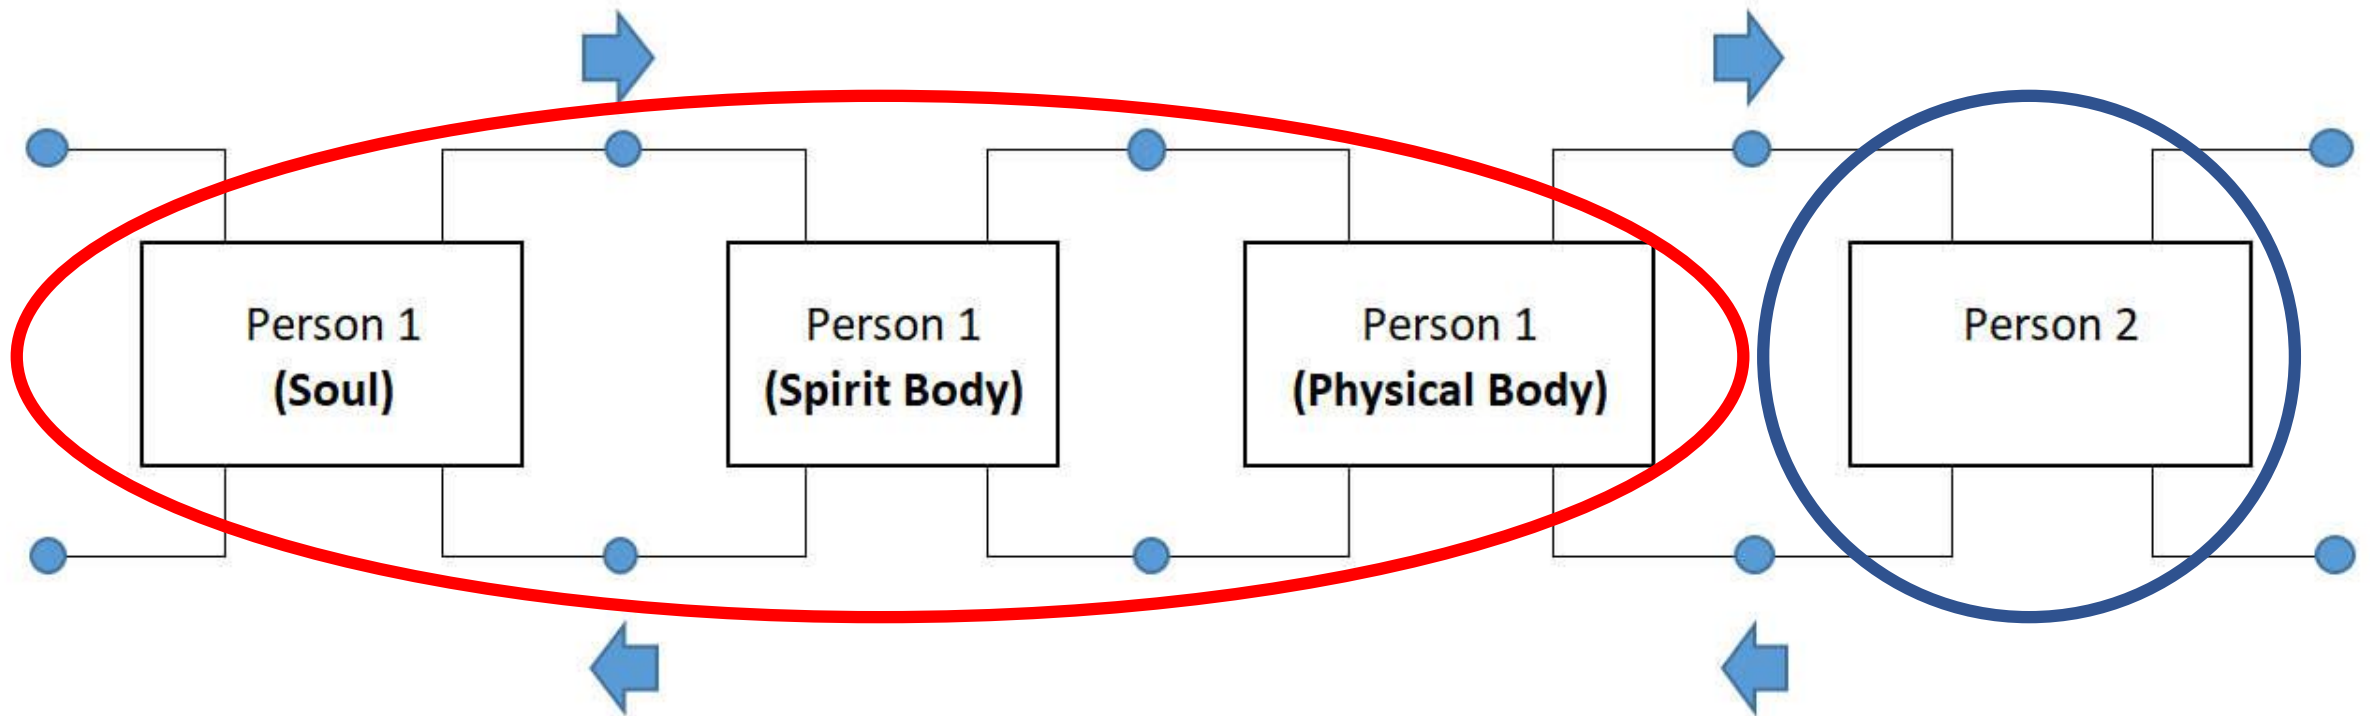 Person 1
(Soul)
Person 1
(Spirit Body)
Person 1
(Physical Body)
Person 2